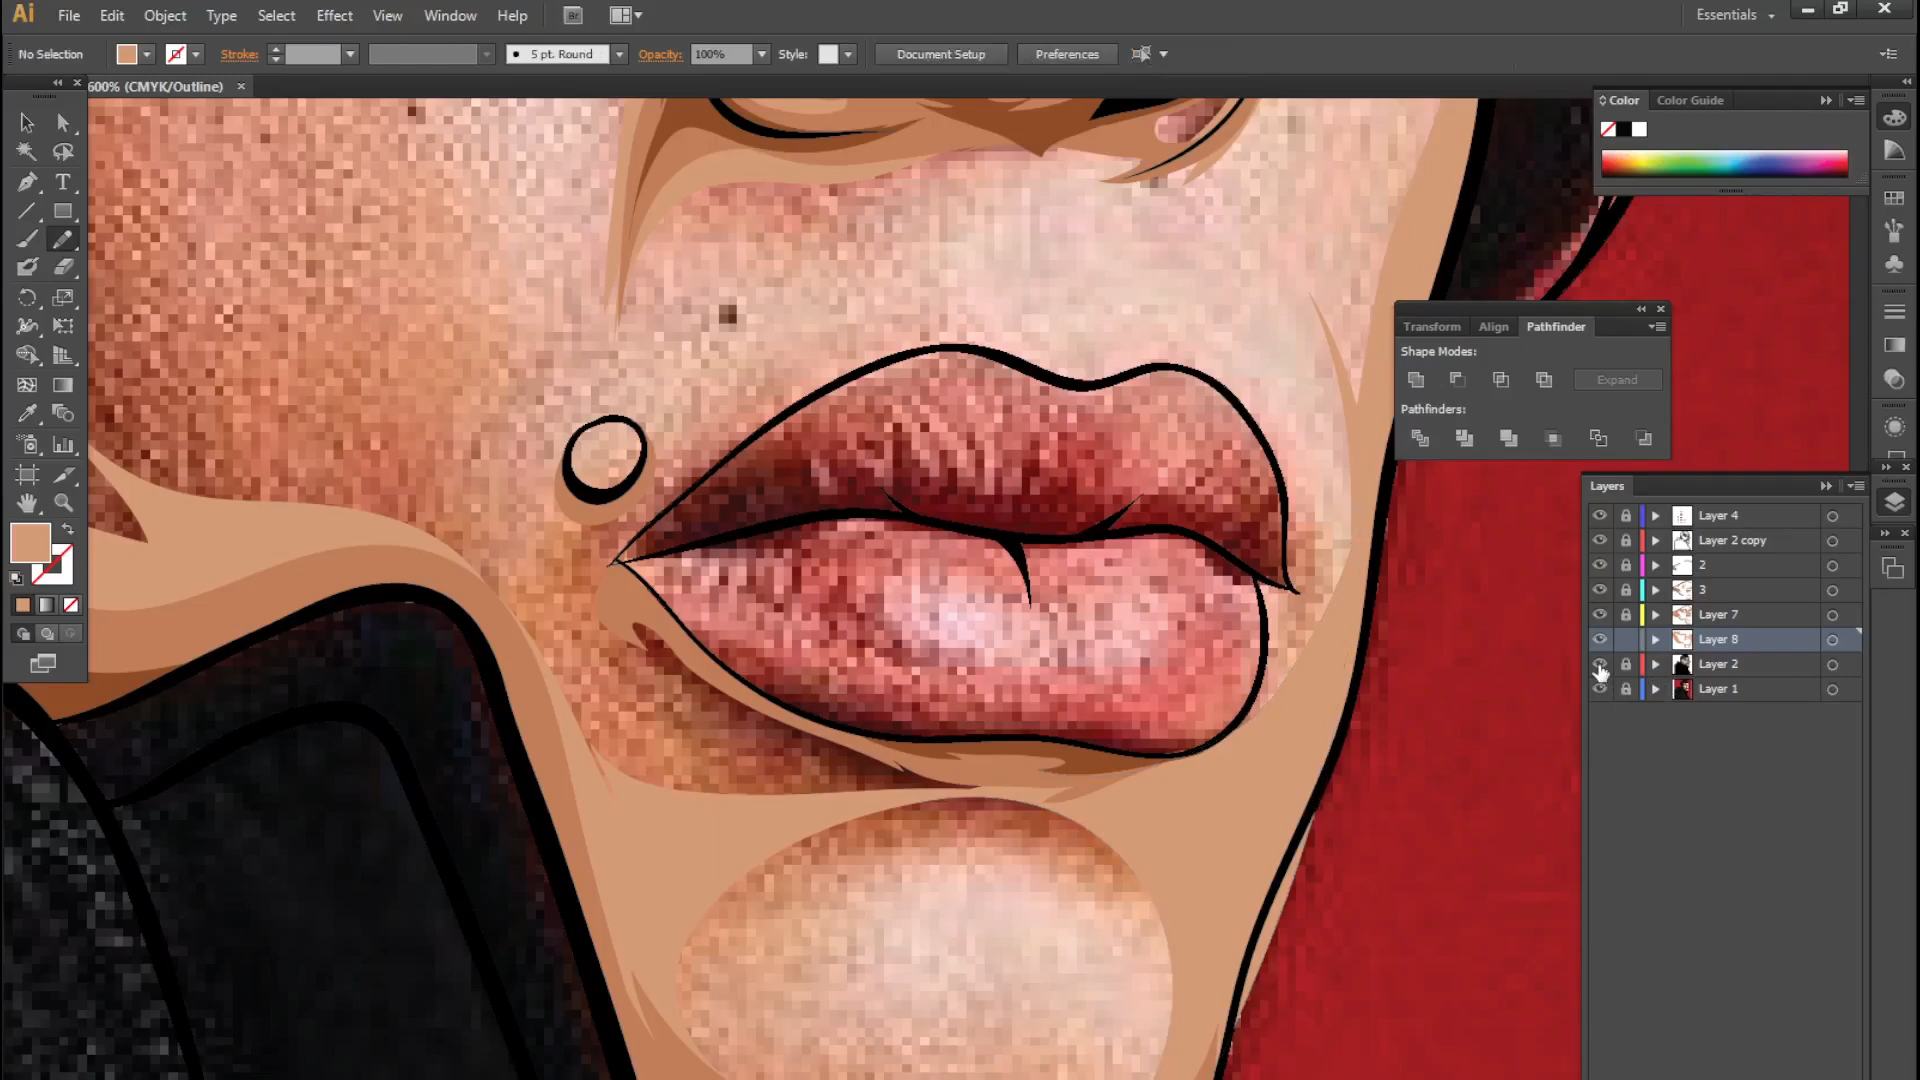 Ai File Edit Object Type Select Effect View Window Help Br Essentials
No Selection Stroke: 5 pt. Round Opacity: 100% Style: Document Setup Preferences
600% (CMYK/Outline)
Color Color Guide
Transform Align Pathfinder
Shape Modes:
Expand
Pathfinders:
Layers
Layer 4
Layer 2 copy
2
3
Layer 7
Layer 8
Layer 2
Layer 1